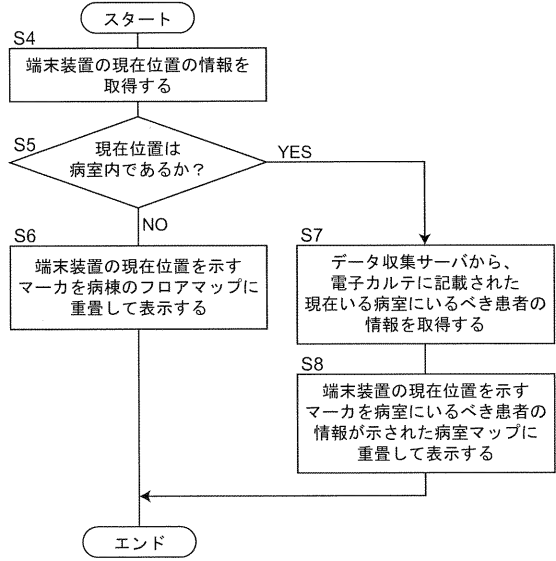 スタート
S4
端末装置の現在位置の情報を
取得する
S5
現在位置は
病室内であるか？
YES
NO
S6
端末装置の現在位置を示す
マーカを病棟のフロアマップに
重畳して表示する
S7
データ収集サーバから、
電子カルテに記載された
現在いる病室にいるべき患者の
情報を取得する
S8
端末装置の現在位置を示す
マーカを病室にいるべき患者の
情報が示された病室マップに
重畳して表示する
エンド